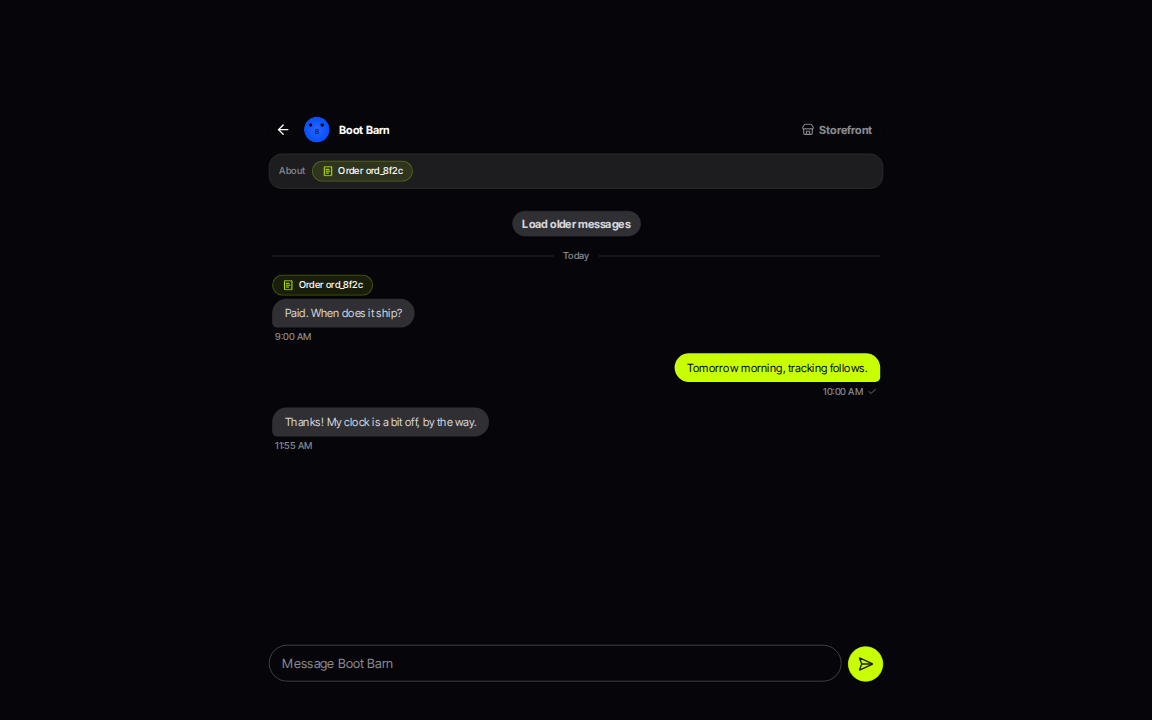 Boot Barn
Storefront
About
Order ord_8f2c
Load older messages
Today
Order ord_8f2c
Paid. When does it ship?
9:00 AM
Tomorrow morning, tracking follows.
10:00 AM
Thanks! My clock is a bit off, by the way.
11:55 AM
Message Boot Barn